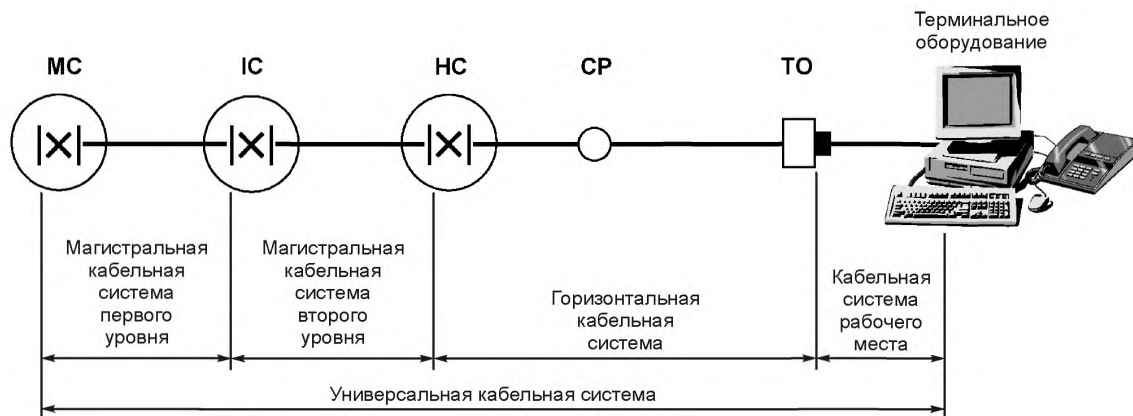 Терминальное
оборудование
MC
IC
HC
CP
TO
Магистральная
кабельная
система
первого
уровня
Магистральная
кабельная
система
второго
уровня
Горизонтальная
кабельная
система
Кабельная
система
рабочего
места
Универсальная кабельная система